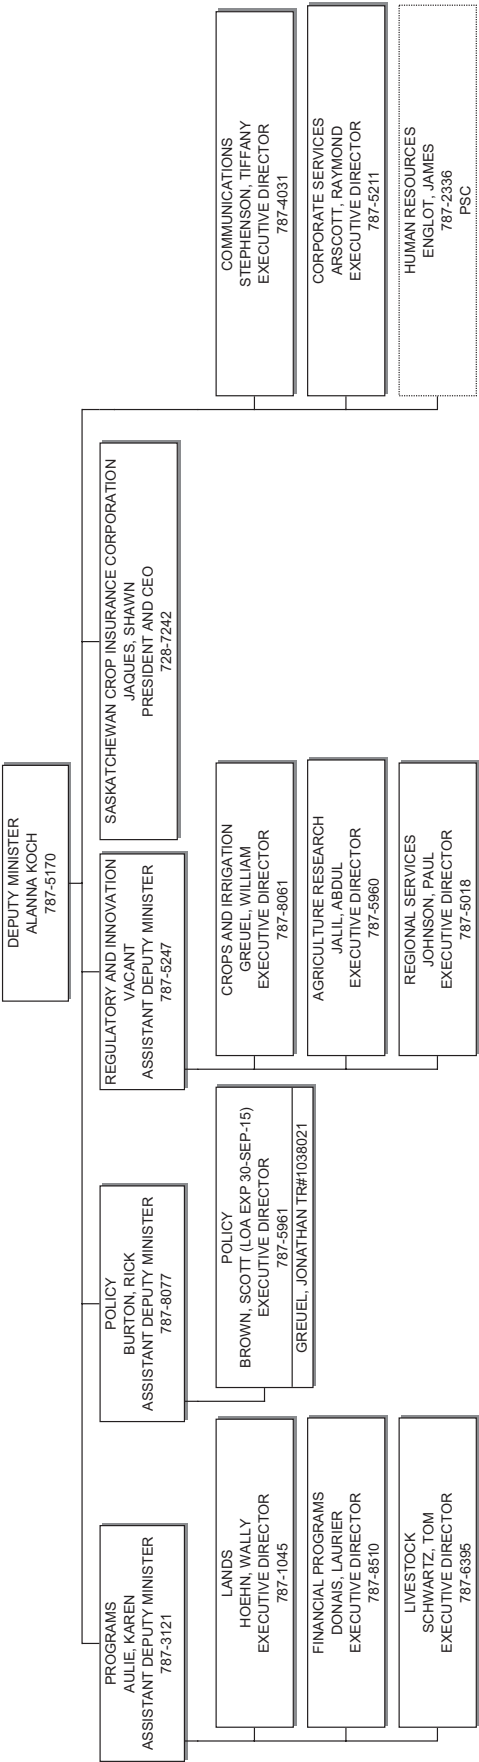 DEPUTY MINISTER
ALANNA KOCH
787-5170
PROGRAMS
AULIE, KAREN
ASSISTANT DEPUTY MINISTER
787-3121
POLICY
BURTON, RICK
ASSISTANT DEPUTY MINISTER
787-8077
REGULATORY AND INNOVATION
VACANT
ASSISTANT DEPUTY MINISTER
787-5247
SASKATCHEWAN CROP INSURANCE CORPORATION
JAQUES, SHAWN
PRESIDENT AND CEO
728-7242
LANDS
HOEHN, WALLY
EXECUTIVE DIRECTOR
787-1045
FINANCIAL PROGRAMS
DONAIS, LAURIER
EXECUTIVE DIRECTOR
787-8510
LIVESTOCK
SCHWARTZ, TOM
EXECUTIVE DIRECTOR
787-6395
POLICY
BROWN, SCOTT (LOA EXP 30-SEP-15)
EXECUTIVE DIRECTOR
787-5961
GREUEL, JONATHAN TR#1038021
CROPS AND IRRIGATION
GREUEL, WILLIAM
EXECUTIVE DIRECTOR
787-8061
AGRICULTURE RESEARCH
JALIL, ABDUL
EXECUTIVE DIRECTOR
787-5960
REGIONAL SERVICES
JOHNSON, PAUL
EXECUTIVE DIRECTOR
787-5018
COMMUNICATIONS
STEPHENSON, TIFFANY
EXECUTIVE DIRECTOR
787-4031
CORPORATE SERVICES
ARSCOTT, RAYMOND
EXECUTIVE DIRECTOR
787-5211
HUMAN RESOURCES
ENGLOT, JAMES
787-2336
PSC